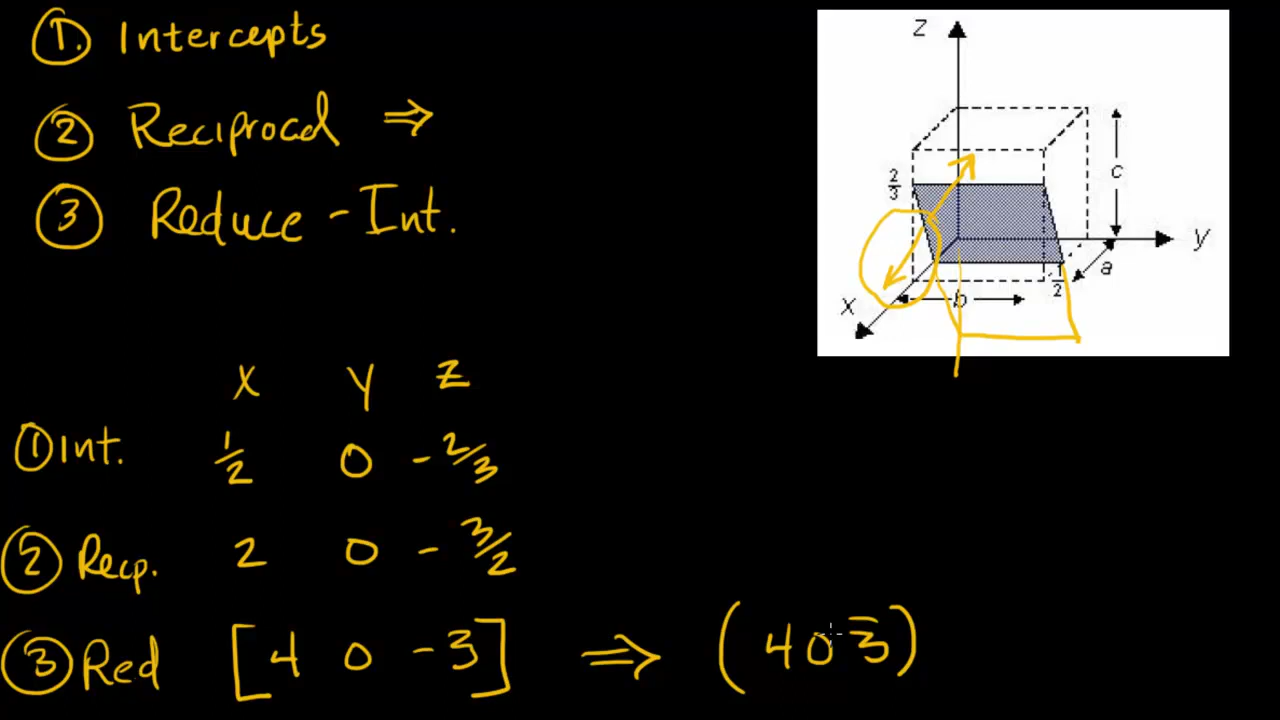 ① Intercepts
② Reciprocal ⇒
③ Reduce - Int.
z
2/3
c
y
a
1/2
b
x
X Y Z
① Int. 1/2 0 -2/3
② Recp. 2 0 -3/2
③ Red [4 0 -3] ⇒ (4 0 3̅)